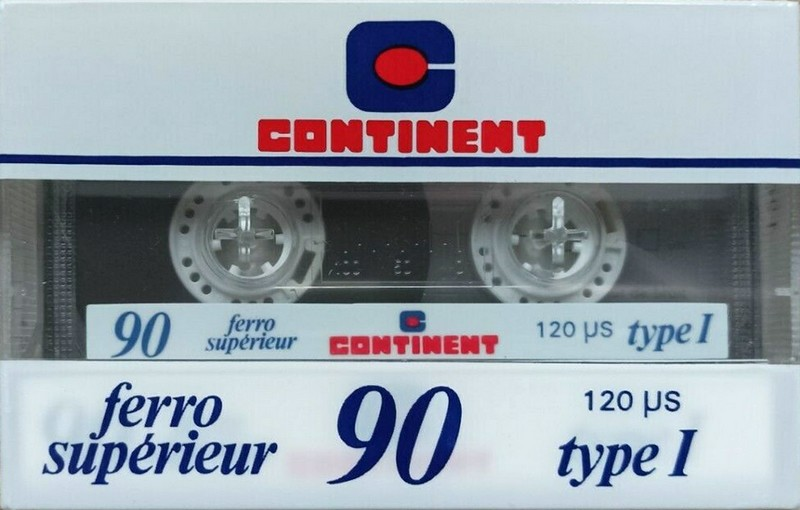 CONTINENT
90
ferro
supérieur
CONTINENT
120 µs
type I
ferro
supérieur
90
120 µs
type I